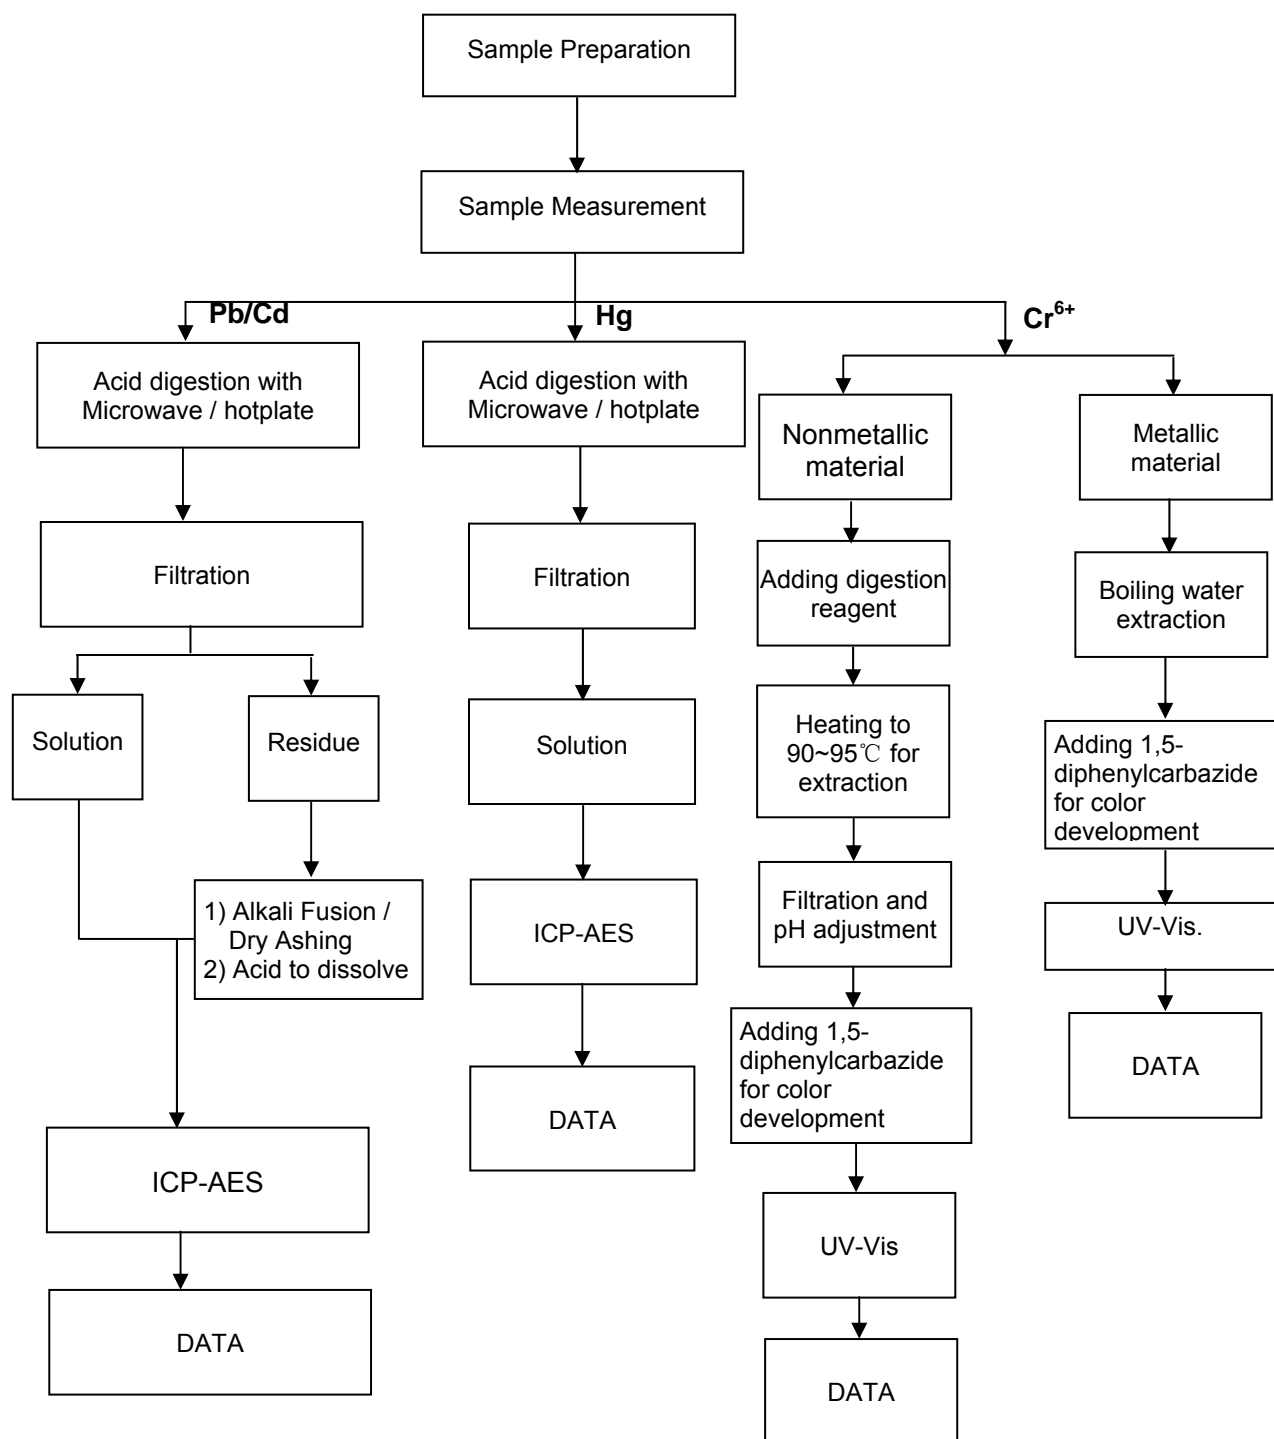 Sample Preparation
Sample Measurement
Pb/Cd
Hg
Cr⁶⁺
Acid digestion with
Microwave / hotplate
Acid digestion with
Microwave / hotplate
Nonmetallic
material
Metallic
material
Filtration
Filtration
Adding digestion
reagent
Boiling water
extraction
Solution
Residue
Solution
Heating to
90~95℃ for
extraction
Adding 1,5-
diphenylcarbazide
for color
development
1) Alkali Fusion /
Dry Ashing
2) Acid to dissolve
ICP-AES
Filtration and
pH adjustment
UV-Vis.
Adding 1,5-
diphenylcarbazide
for color
development
DATA
DATA
ICP-AES
UV-Vis
DATA
DATA